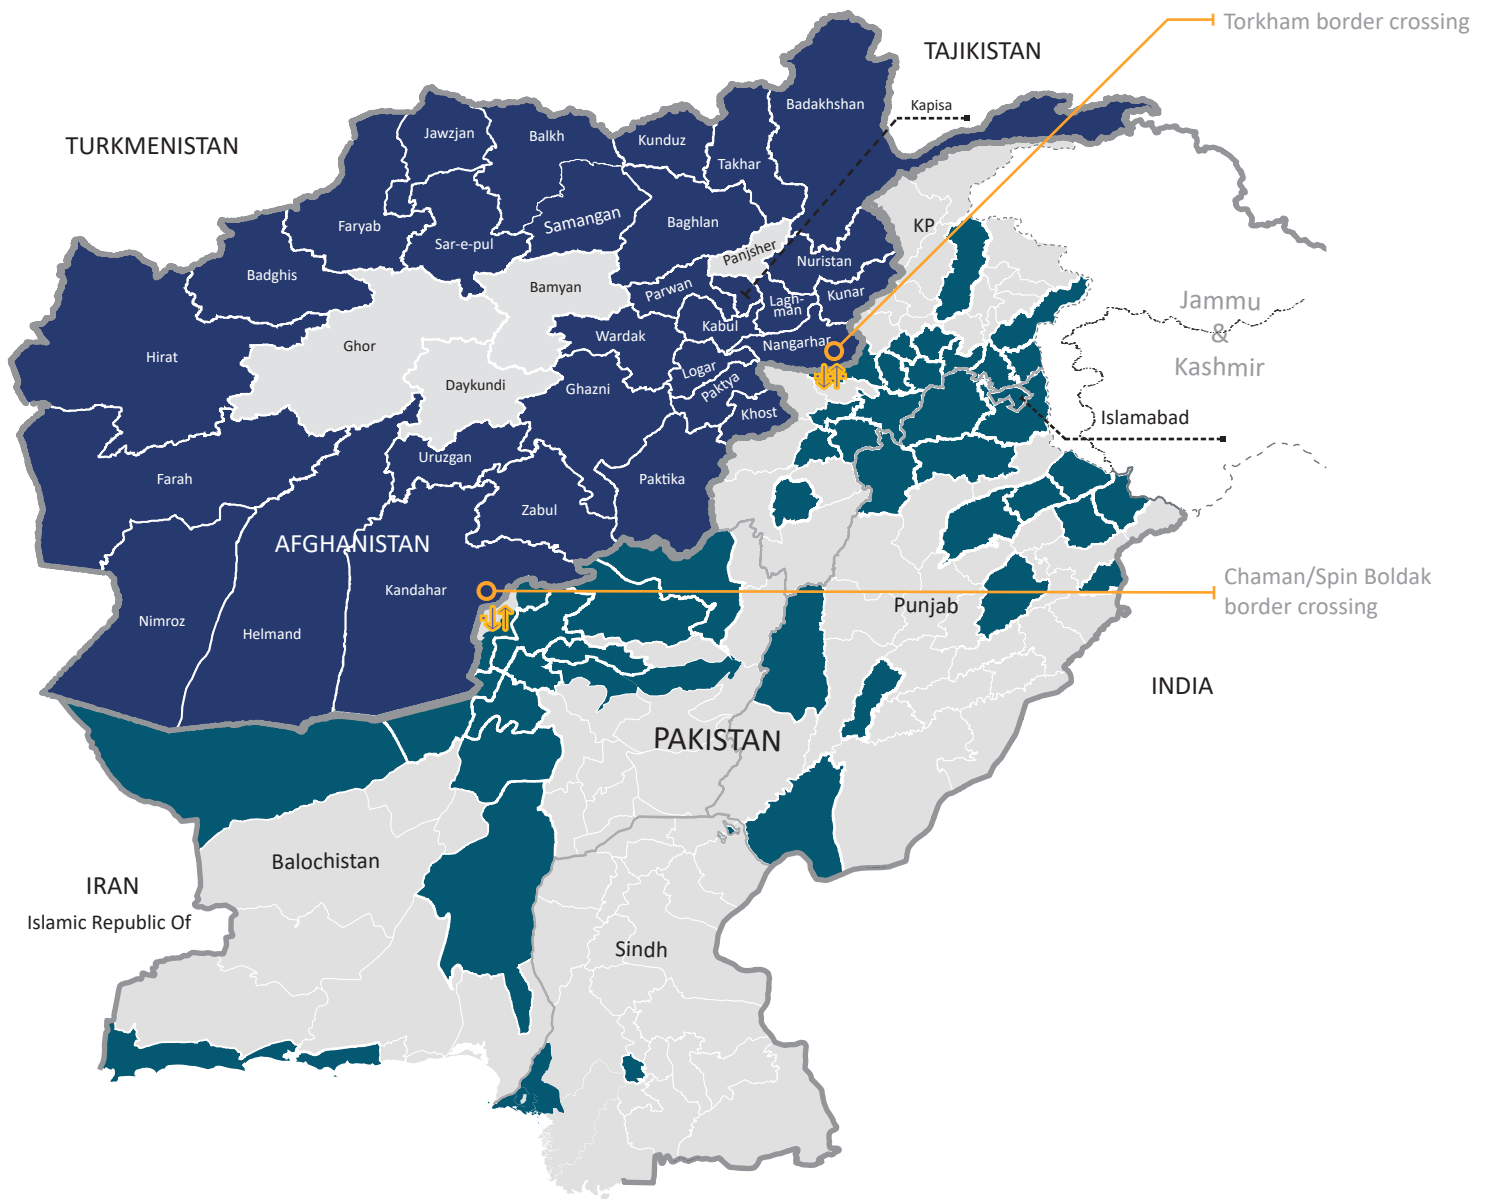 Torkham border crossing
TAJIKISTAN
Badakhshan
Kapisa
TURKMENISTAN
Jawzjan
Balkh
Kunduz
Takhar
Faryab
Sar-e-pul
Samangan
Baghlan
KP
Panjsher
Nuristan
Badghis
Bamyan
Parwan
Lagh-
man
Kunar
Jammu
&
Kashmir
Hirat
Ghor
Wardak
Kabul
Nangarhar
Daykundi
Ghazni
Logar
Paktya
Khost
Islamabad
Farah
Uruzgan
Paktika
Zabul
AFGHANISTAN
Kandahar
Chaman/Spin Boldak
border crossing
Punjab
Nimroz
Helmand
INDIA
PAKISTAN
Balochistan
IRAN
Islamic Republic Of
Sindh